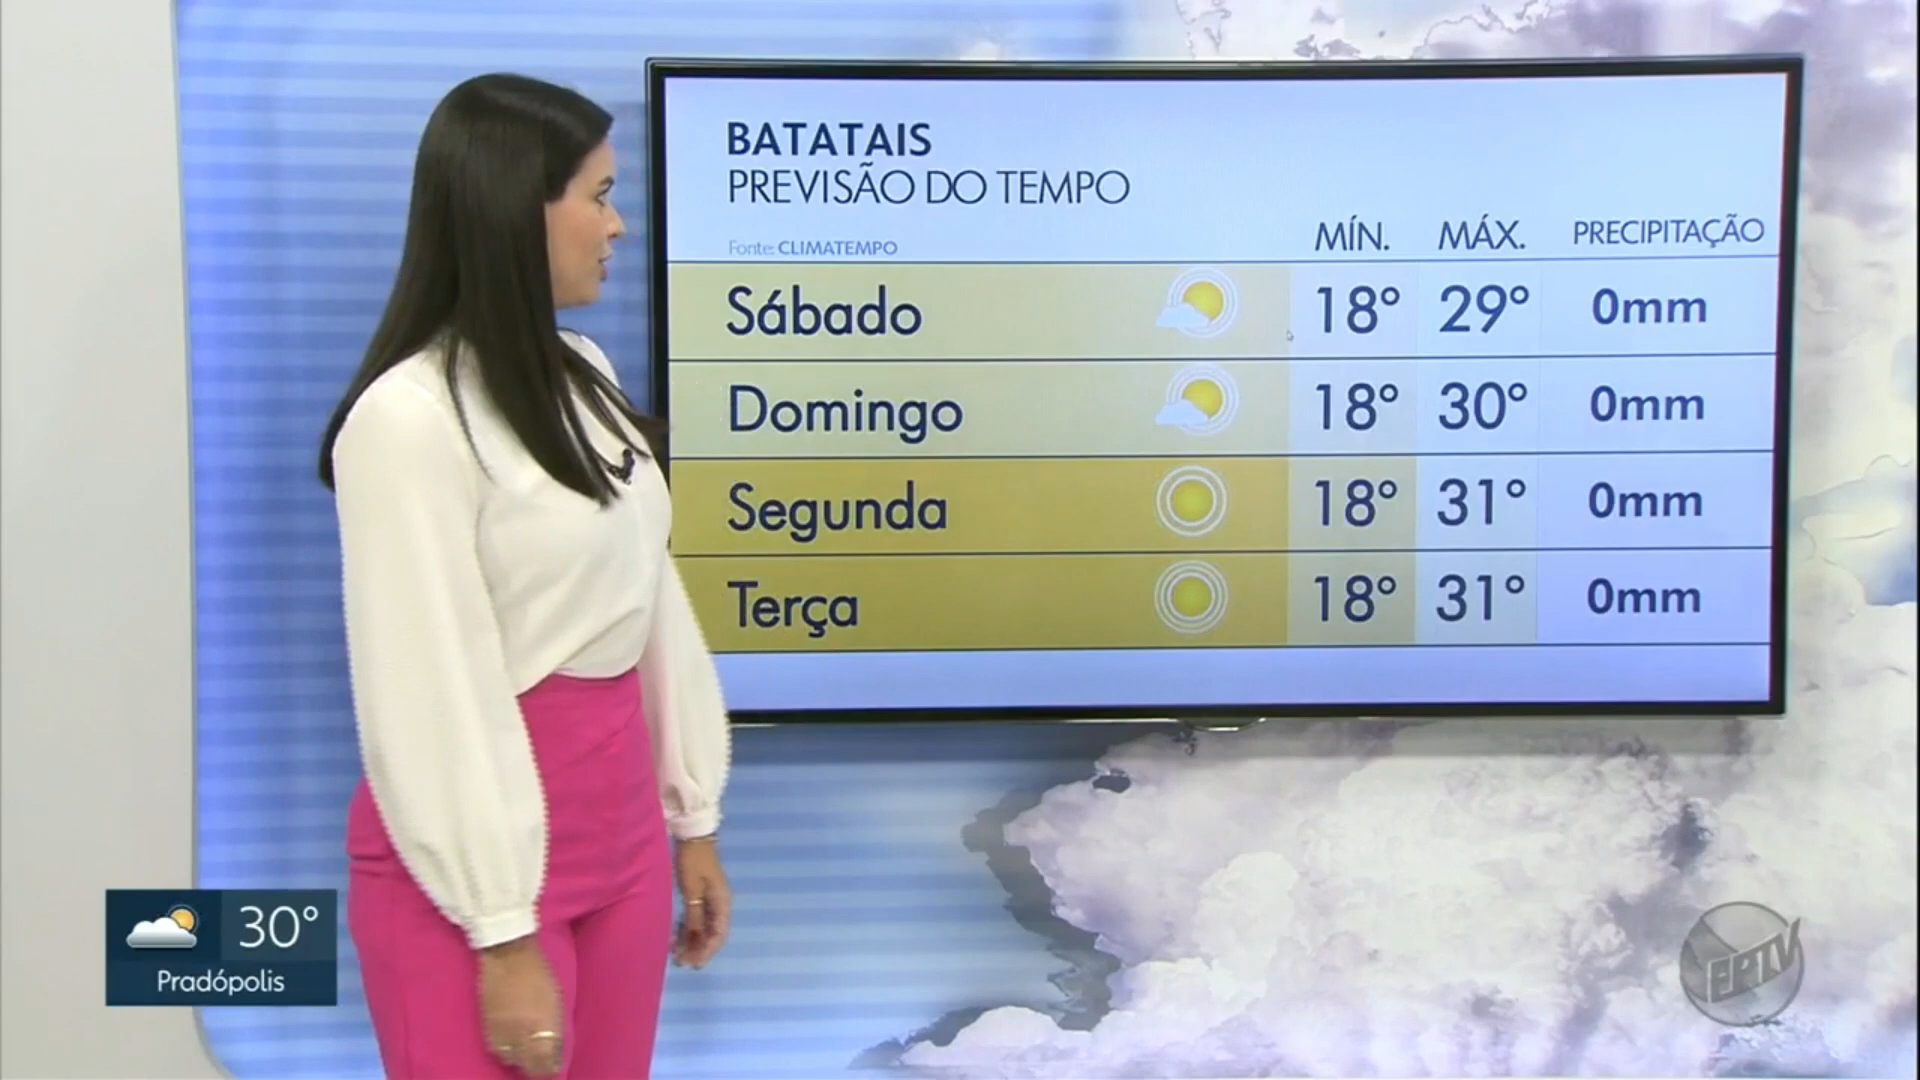 BATATAIS
PREVISÃO DO TEMPO
Fonte: CLIMATEMPO
MÍN. MÁX. PRECIPITAÇÃO
Sábado 18° 29° 0mm
Domingo 18° 30° 0mm
Segunda 18° 31° 0mm
Terça 18° 31° 0mm
30°
Pradópolis
EPTV